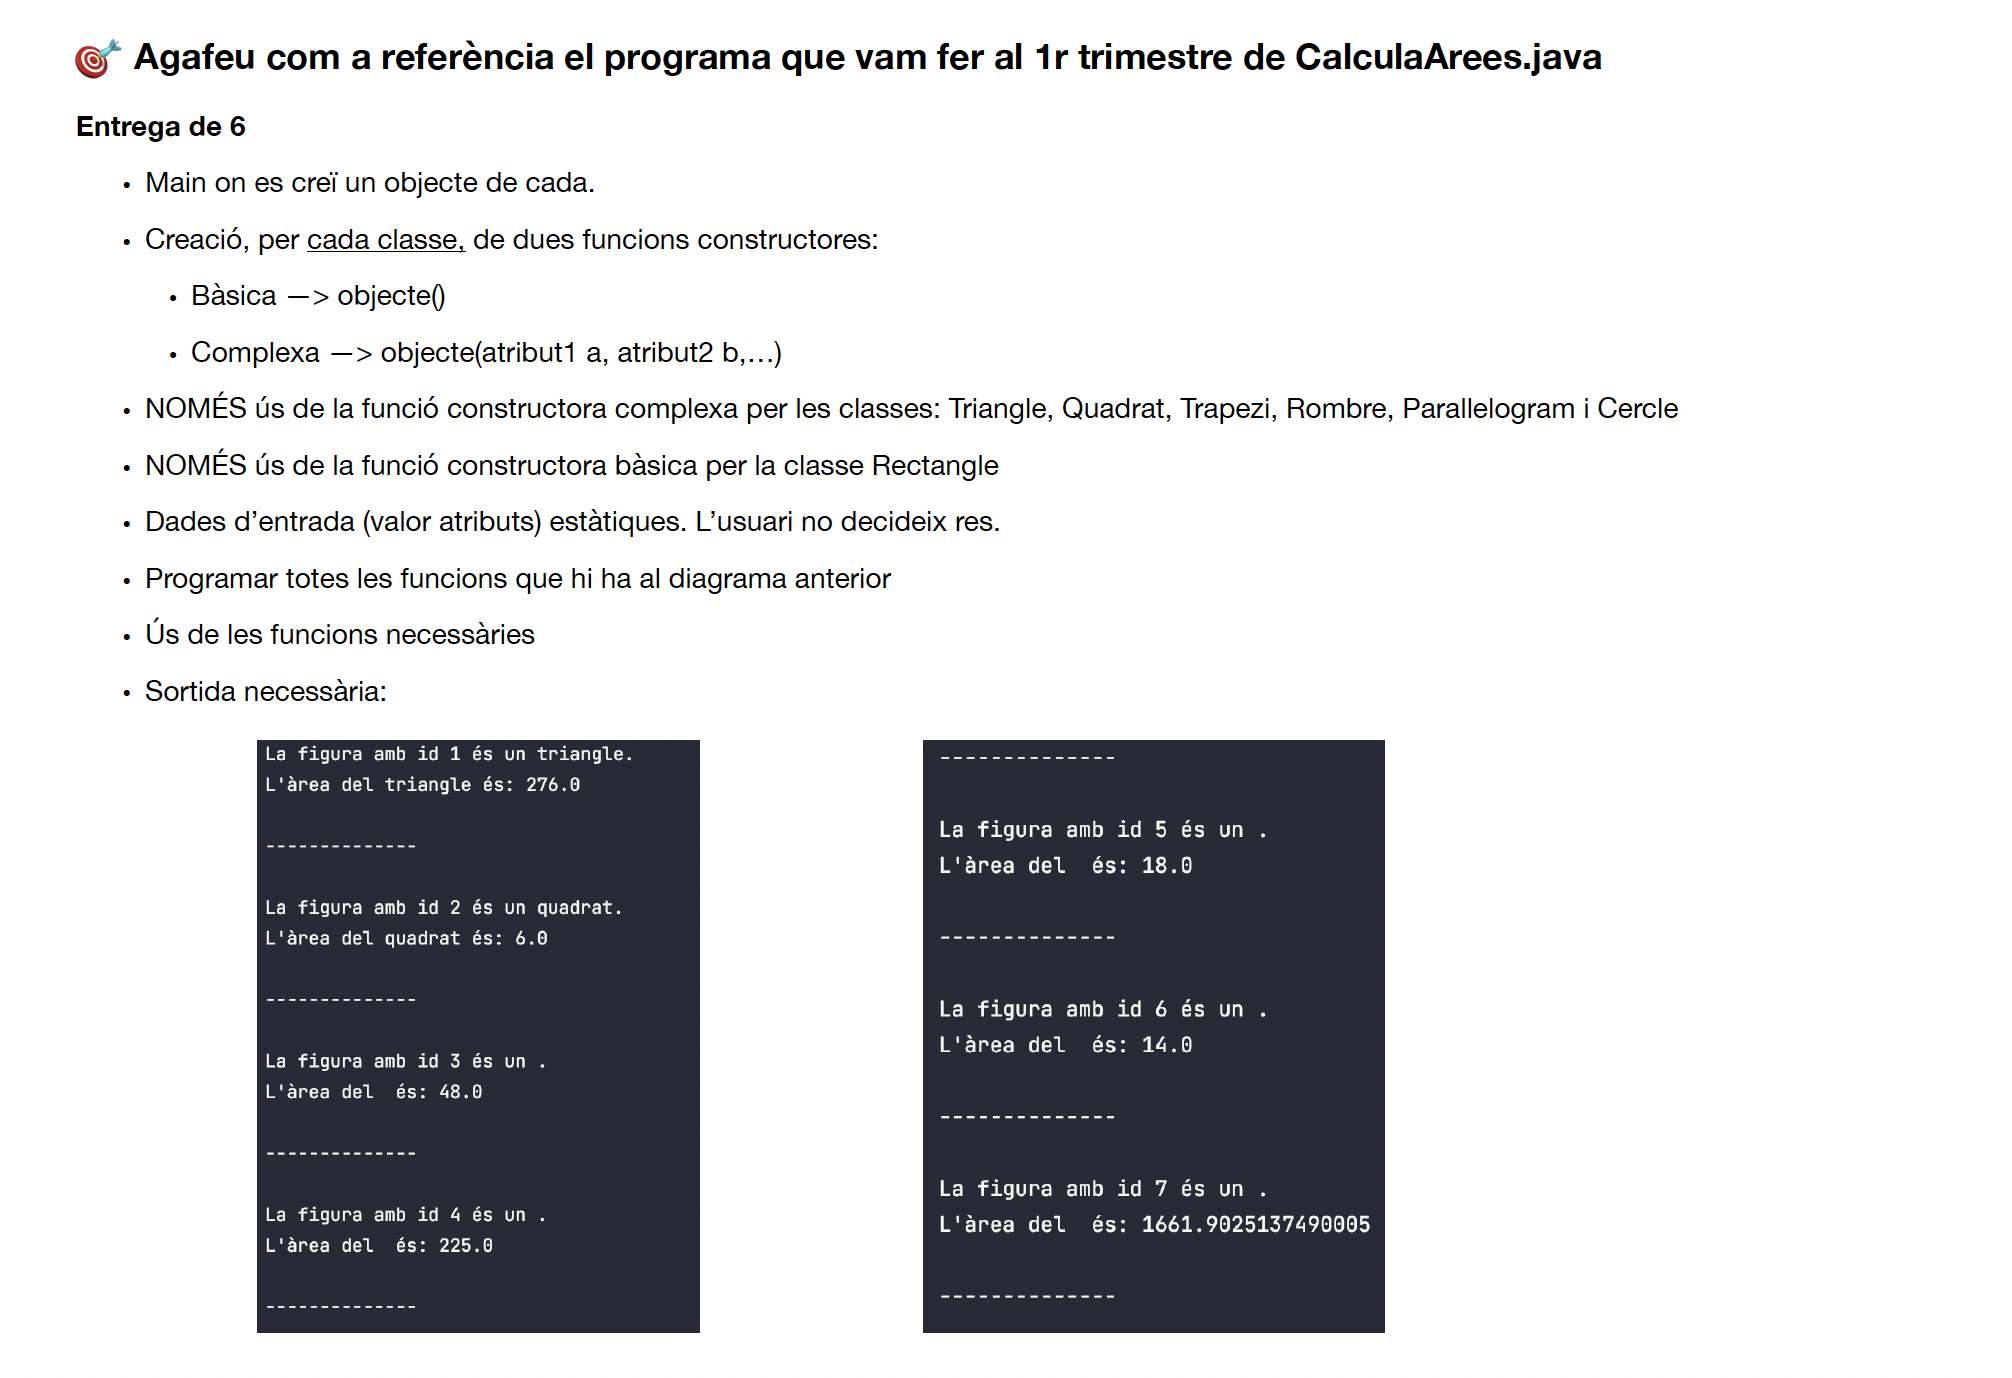 Agafeu com a referència el programa que vam fer al 1r trimestre de CalculaArees.java
Entrega de 6
• Main on es creï un objecte de cada.
• Creació, per cada classe, de dues funcions constructores:
• Bàsica —> objecte()
• Complexa —> objecte(atribut1 a, atribut2 b,…)
• NOMÉS ús de la funció constructora complexa per les classes: Triangle, Quadrat, Trapezi, Rombre, Parallelogram i Cercle
• NOMÉS ús de la funció constructora bàsica per la classe Rectangle
• Dades d’entrada (valor atributs) estàtiques. L’usuari no decideix res.
• Programar totes les funcions que hi ha al diagrama anterior
• Ús de les funcions necessàries
• Sortida necessària:
La figura amb id 1 és un triangle.
L'àrea del triangle és: 276.0
--------------
La figura amb id 2 és un quadrat.
L'àrea del quadrat és: 6.0
--------------
La figura amb id 3 és un .
L'àrea del  és: 48.0
--------------
La figura amb id 4 és un .
L'àrea del  és: 225.0
--------------
--------------
La figura amb id 5 és un .
L'àrea del  és: 18.0
--------------
La figura amb id 6 és un .
L'àrea del  és: 14.0
--------------
La figura amb id 7 és un .
L'àrea del  és: 1661.9025137490005
--------------